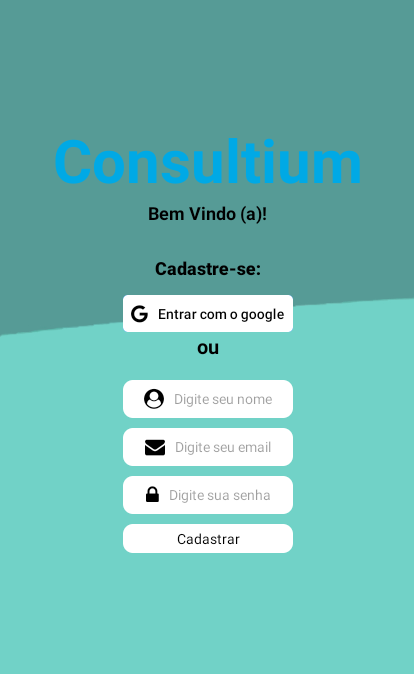 Consultium
Bem Vindo (a)!
Cadastre-se:
Entrar com o google
ou
Digite seu nome
Digite seu email
Digite sua senha
Cadastrar